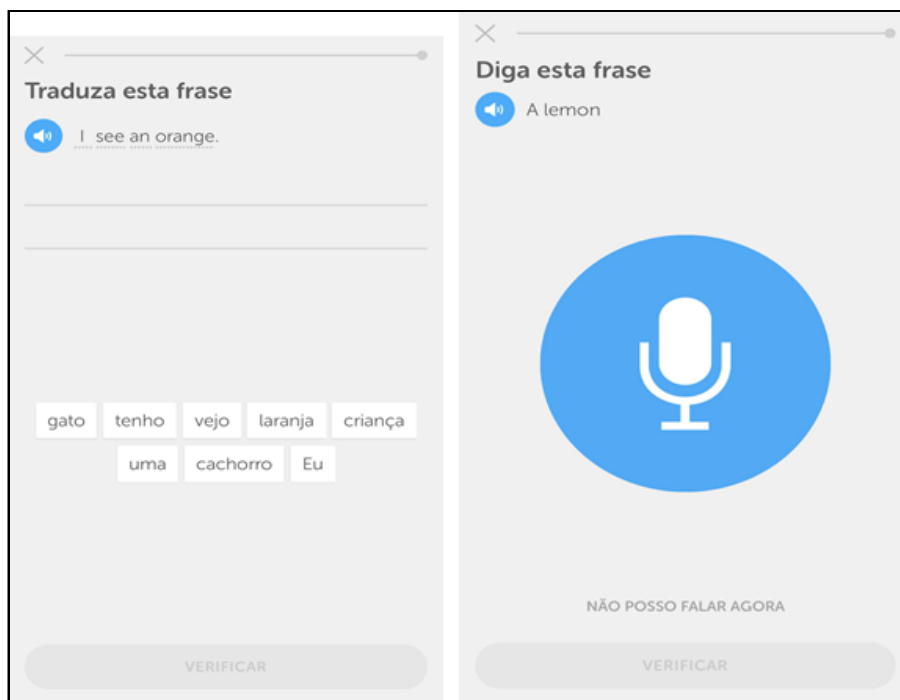 Traduza esta frase
I see an orange.
gato tenho vejo laranja criança
uma cachorro Eu
VERIFICAR
Diga esta frase
A lemon
NÃO POSSO FALAR AGORA
VERIFICAR